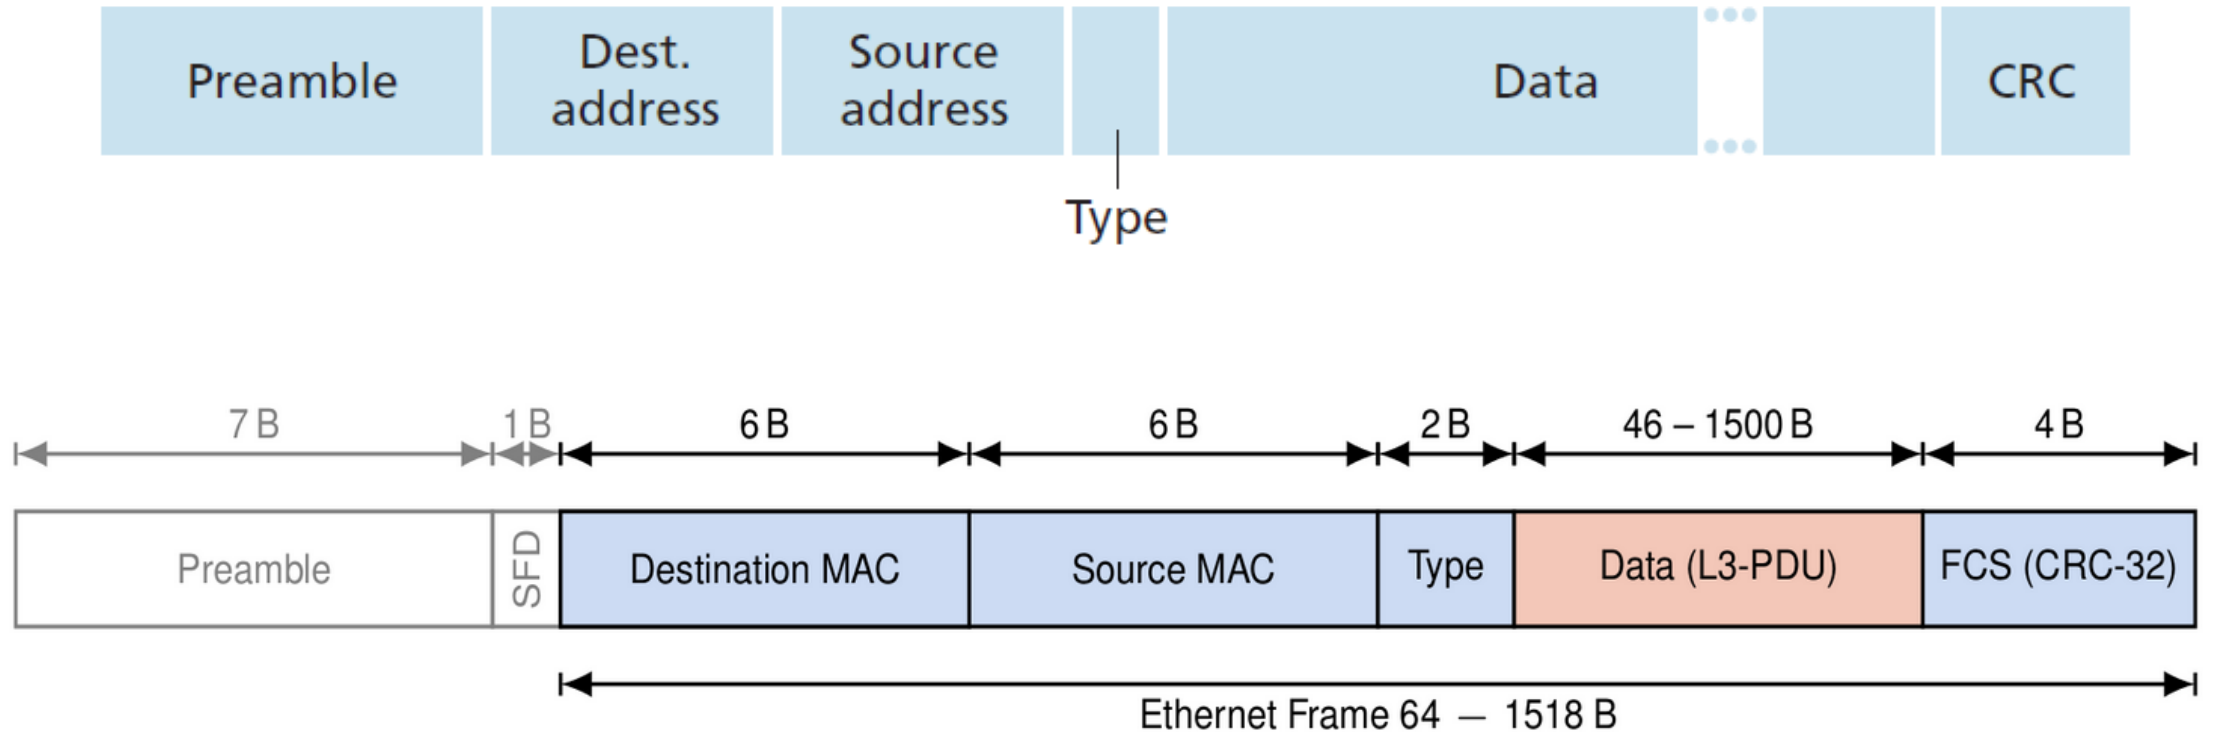 Preamble
Dest.
address
Source
address
Data
CRC
Type
7 B
1 B
6 B
6 B
2 B
46 – 1500 B
4 B
Preamble
SFD
Destination MAC
Source MAC
Type
Data (L3-PDU)
FCS (CRC-32)
Ethernet Frame 64 — 1518 B